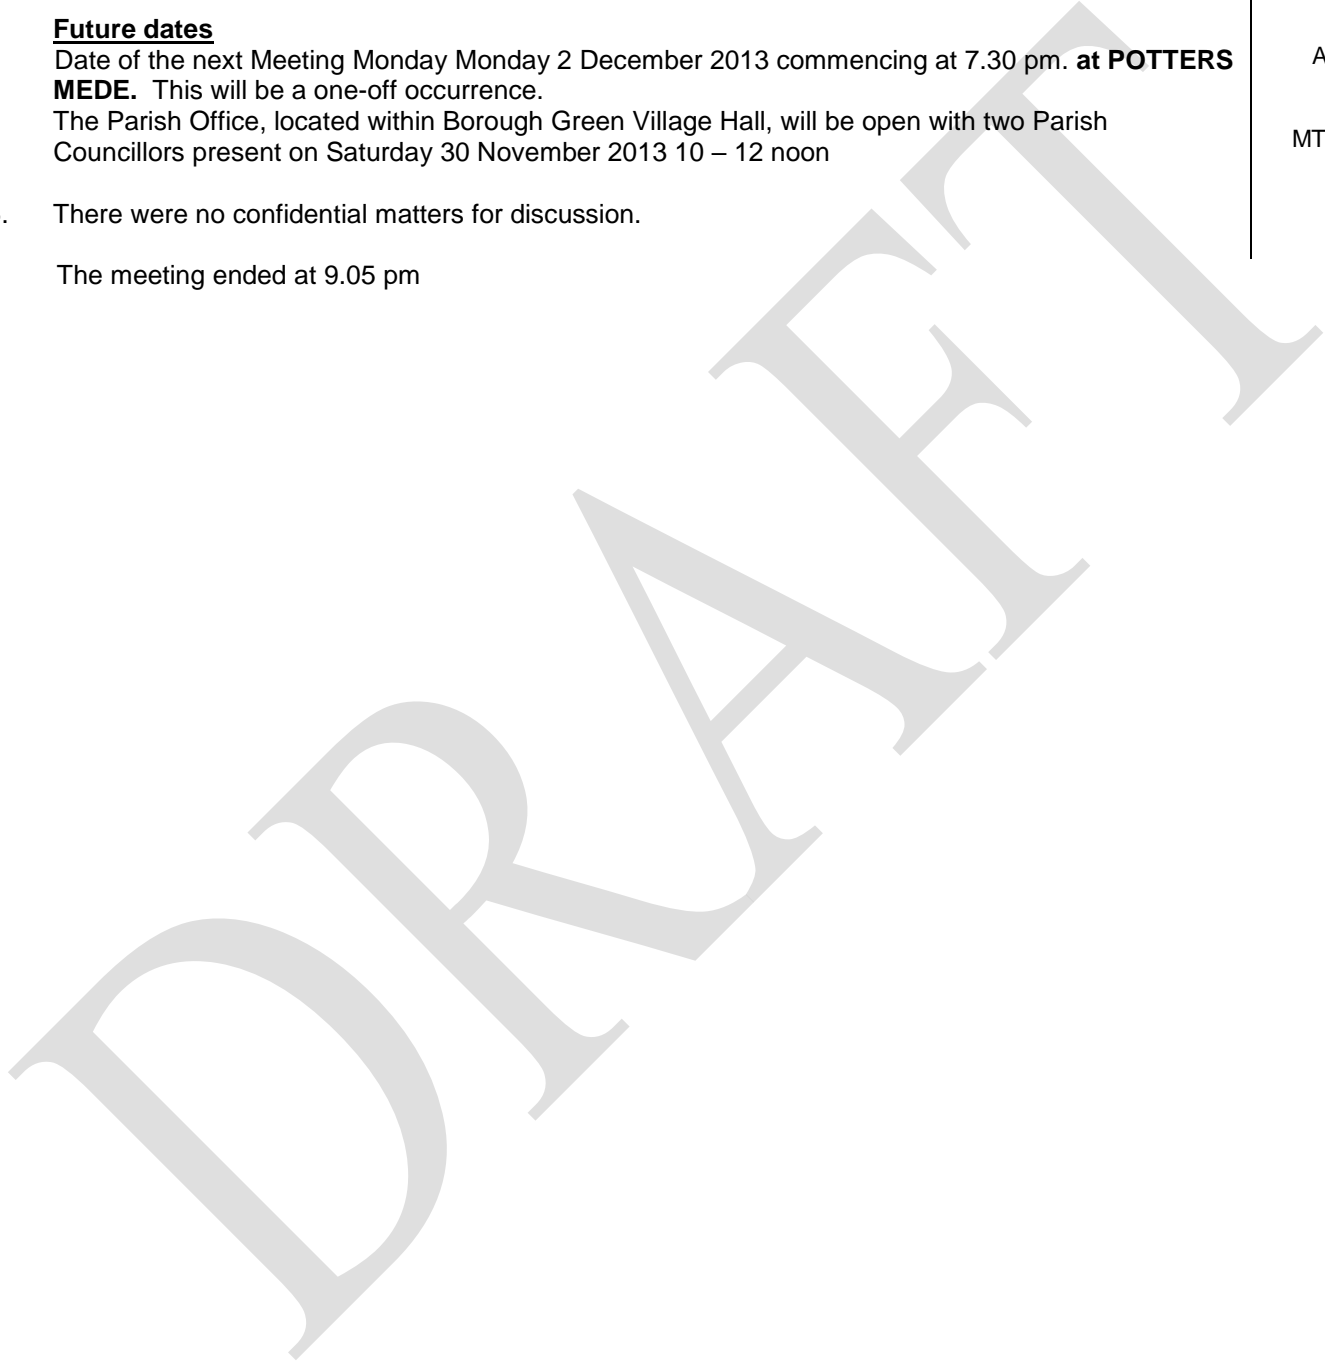 Future dates
Date of the next Meeting Monday Monday 2 December 2013 commencing at 7.30 pm. at POTTERS
MEDE.  This will be a one-off occurrence.
A
The Parish Office, located within Borough Green Village Hall, will be open with two Parish
Councillors present on Saturday 30 November 2013 10 – 12 noon
MT
. There were no confidential matters for discussion.
The meeting ended at 9.05 pm
DRAFT